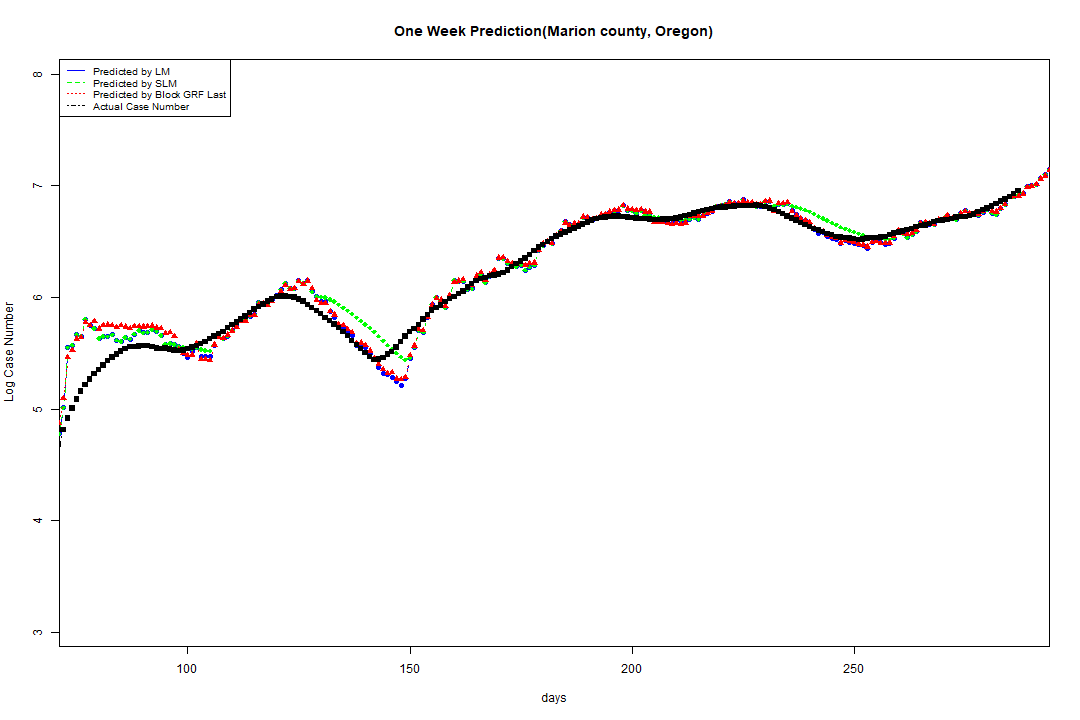 One Week Prediction(Marion county, Oregon)
Predicted by LM
Predicted by SLM
Predicted by Block GRF Last
Actual Case Number
8
7
6
5
4
3
Log Case Number
100 150 200 250
days